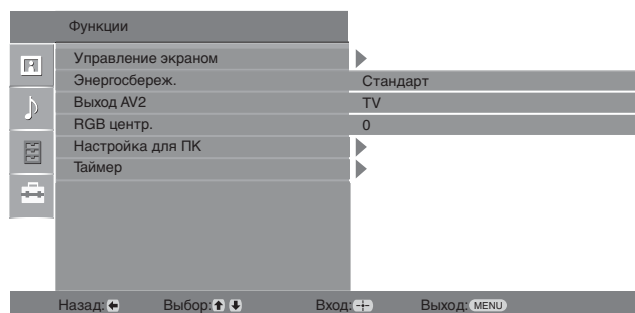 Функции
Управление экраном
Энергосбереж. Стандарт
Выход AV2 TV
RGB центр. 0
Настройка для ПК
Таймер
Назад: Выбор: Вход: Выход: MENU